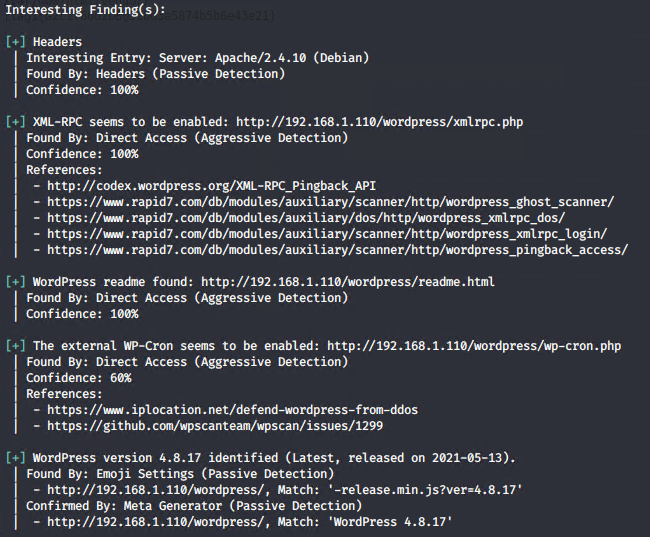 Interesting Finding(s):
[+] Headers
| Interesting Entry: Server: Apache/2.4.10 (Debian)
| Found By: Headers (Passive Detection)
| Confidence: 100%
[+] XML-RPC seems to be enabled: http://192.168.1.110/wordpress/xmlrpc.php
| Found By: Direct Access (Aggressive Detection)
| Confidence: 100%
| References:
|  - http://codex.wordpress.org/XML-RPC_Pingback_API
|  - https://www.rapid7.com/db/modules/auxiliary/scanner/http/wordpress_ghost_scanner/
|  - https://www.rapid7.com/db/modules/auxiliary/dos/http/wordpress_xmlrpc_dos/
|  - https://www.rapid7.com/db/modules/auxiliary/scanner/http/wordpress_xmlrpc_login/
|  - https://www.rapid7.com/db/modules/auxiliary/scanner/http/wordpress_pingback_access/
[+] WordPress readme found: http://192.168.1.110/wordpress/readme.html
| Found By: Direct Access (Aggressive Detection)
| Confidence: 100%
[+] The external WP-Cron seems to be enabled: http://192.168.1.110/wordpress/wp-cron.php
| Found By: Direct Access (Aggressive Detection)
| Confidence: 60%
| References:
|  - https://www.iplocation.net/defend-wordpress-from-ddos
|  - https://github.com/wpscanteam/wpscan/issues/1299
[+] WordPress version 4.8.17 identified (Latest, released on 2021-05-13).
| Found By: Emoji Settings (Passive Detection)
|  - http://192.168.1.110/wordpress/, Match: '-release.min.js?ver=4.8.17'
| Confirmed By: Meta Generator (Passive Detection)
|  - http://192.168.1.110/wordpress/, Match: 'WordPress 4.8.17'